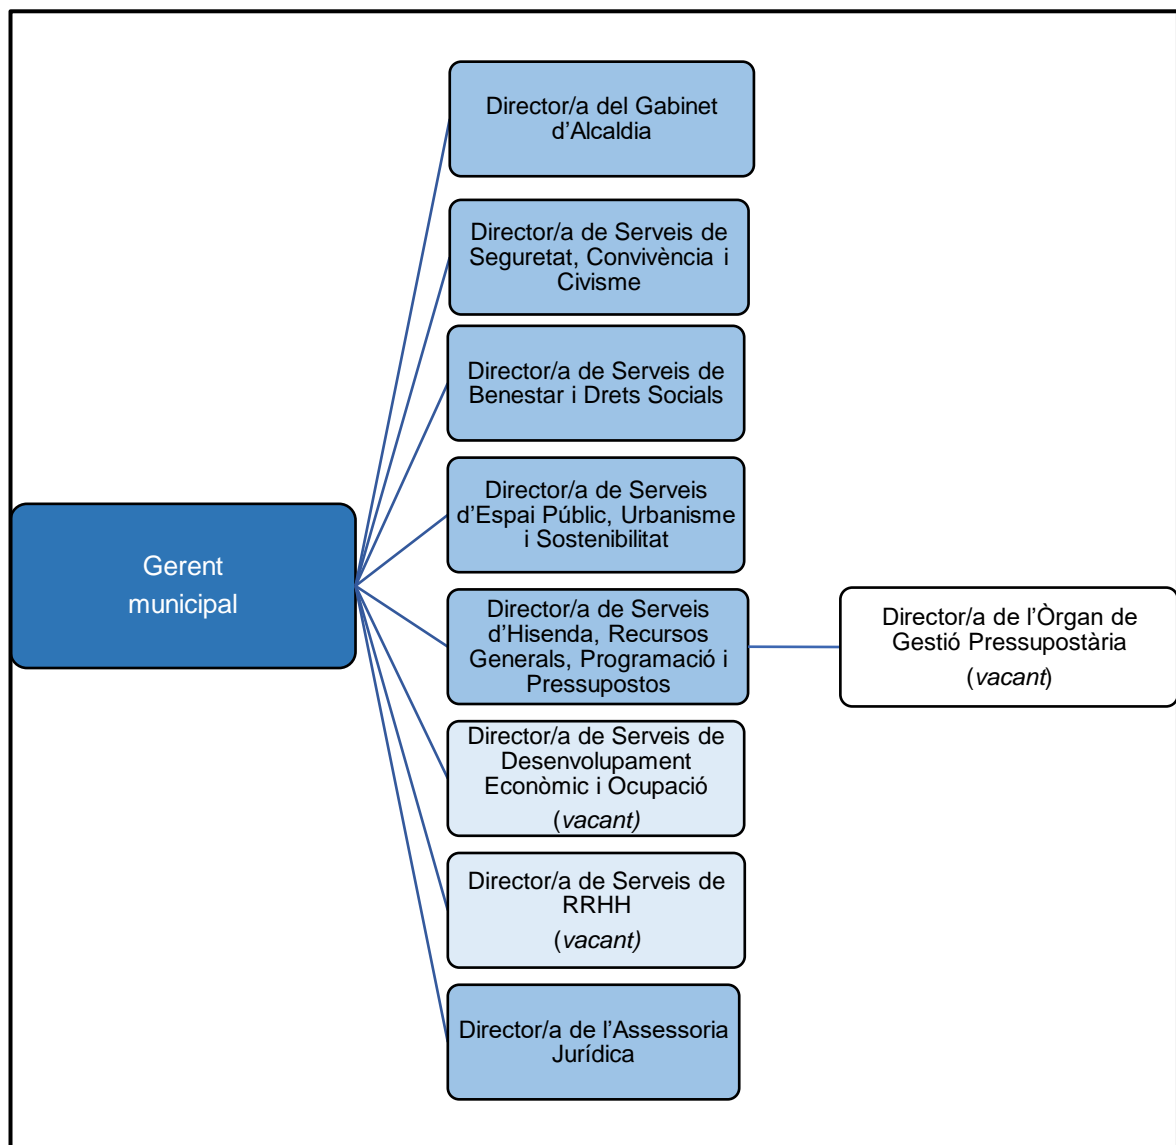 Director/a del Gabinet
d’Alcaldia
Director/a de Serveis de
Seguretat, Convivència i
Civisme
Director/a de Serveis de
Benestar i Drets Socials
Director/a de Serveis
d’Espai Públic, Urbanisme
i Sostenibilitat
Gerent
municipal
Director/a de Serveis
d’Hisenda, Recursos
Generals, Programació i
Pressupostos
Director/a de l’Òrgan de
Gestió Pressupostària
(vacant)
Director/a de Serveis de
Desenvolupament
Econòmic i Ocupació
(vacant)
Director/a de Serveis de
RRHH
(vacant)
Director/a de l’Assessoria
Jurídica